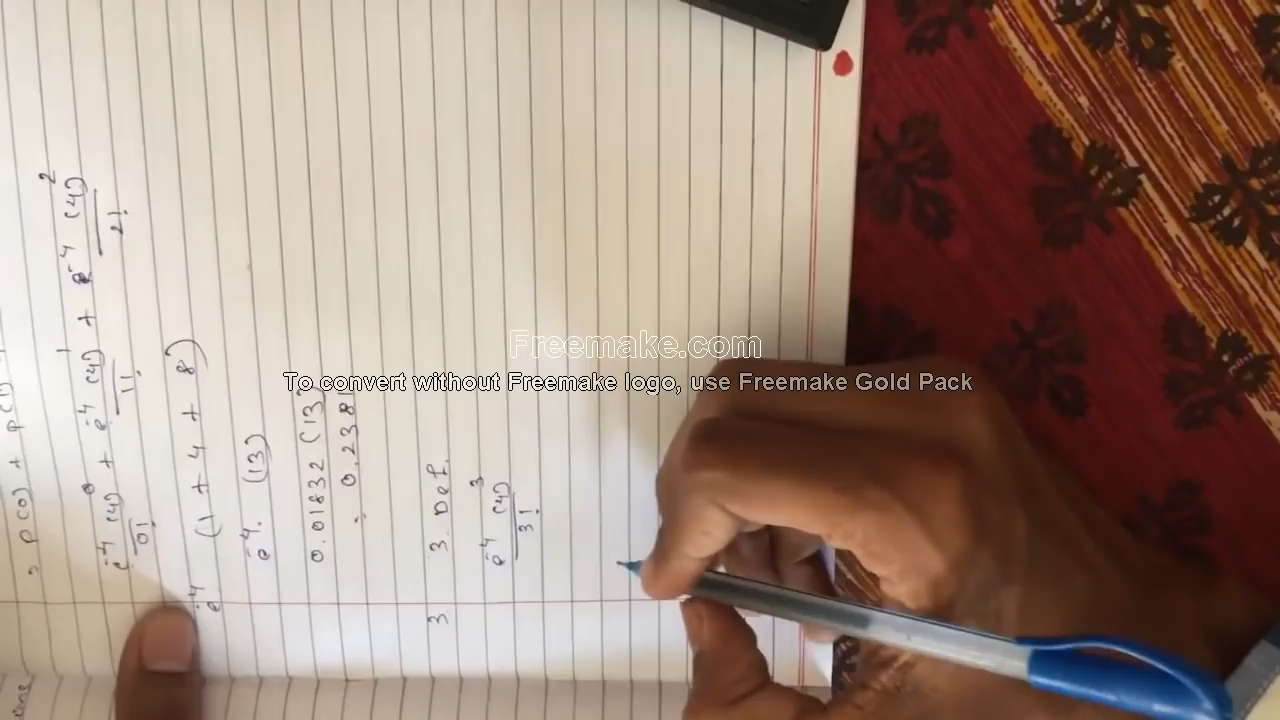 = P(0) + P(1)
e^-4 (4)^0 / 0! + e^-4 (4)^1 / 1! + e^-4 (4)^2 / 2!
e^-4 (1 + 4 + 8)
e^-4. (13)
0.01832 (13)
= 0.2381
3 3. Def.
e^-4 (4)^3 / 3!
Freemake.com
To convert without Freemake logo, use Freemake Gold Pack